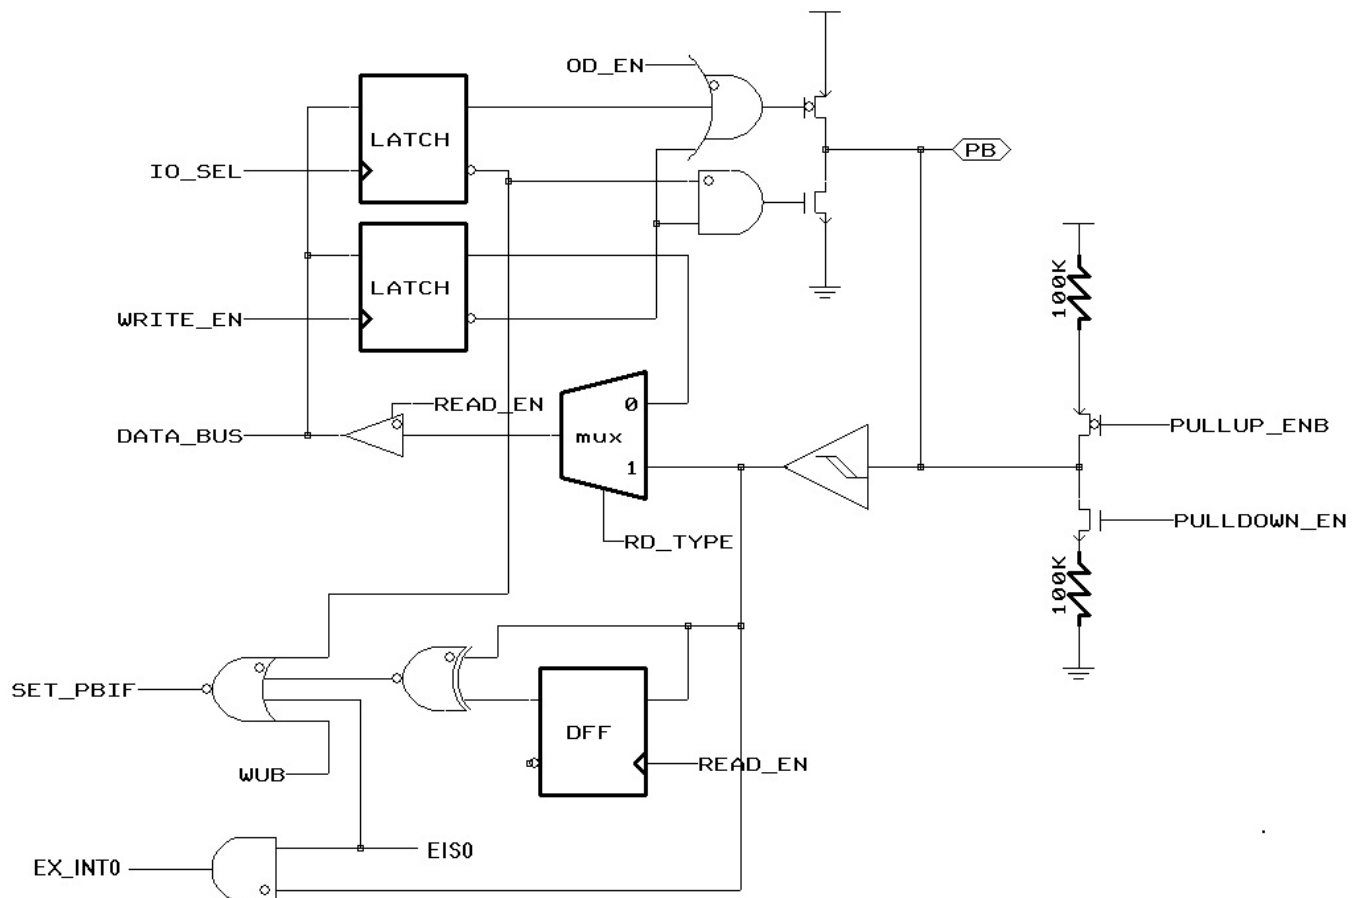 OD_EN
LATCH
PB
IO_SEL
100K
LATCH
WRITE_EN
0
READ_EN
PULLUP_ENB
DATA_BUS
mux
1
PULLDOWN_EN
RD_TYPE
100K
SET_PBIF
DFF
WUB
READ_EN
EIS0
EX_INT0